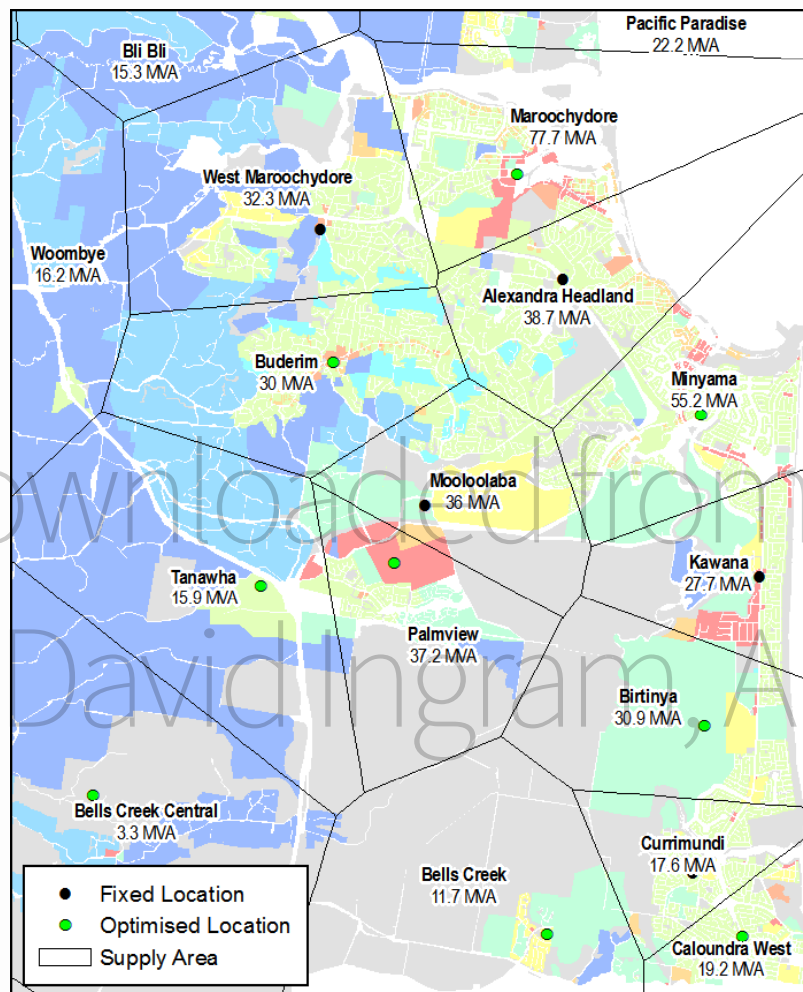 Pacific Paradise
22.2 MVA
Bli Bli
15.3 MVA
Maroochydore
77.7 MVA
West Maroochydore
32.3 MVA
Woombye
16.2 MVA
Alexandra Headland
38.7 MVA
Buderim
30 MVA
Minyama
55.2 MVA
Mooloolaba
36 MVA
ownloaded from
Kawana
27.7 MVA
Tanawha
15.9 MVA
Palmview
37.2 MVA
David Ingram, A
Birtinya
30.9 MVA
Bells Creek Central
3.3 MVA
Currimundi
17.6 MVA
Bells Creek
11.7 MVA
Caloundra West
19.2 MVA
Fixed Location
Optimised Location
Supply Area